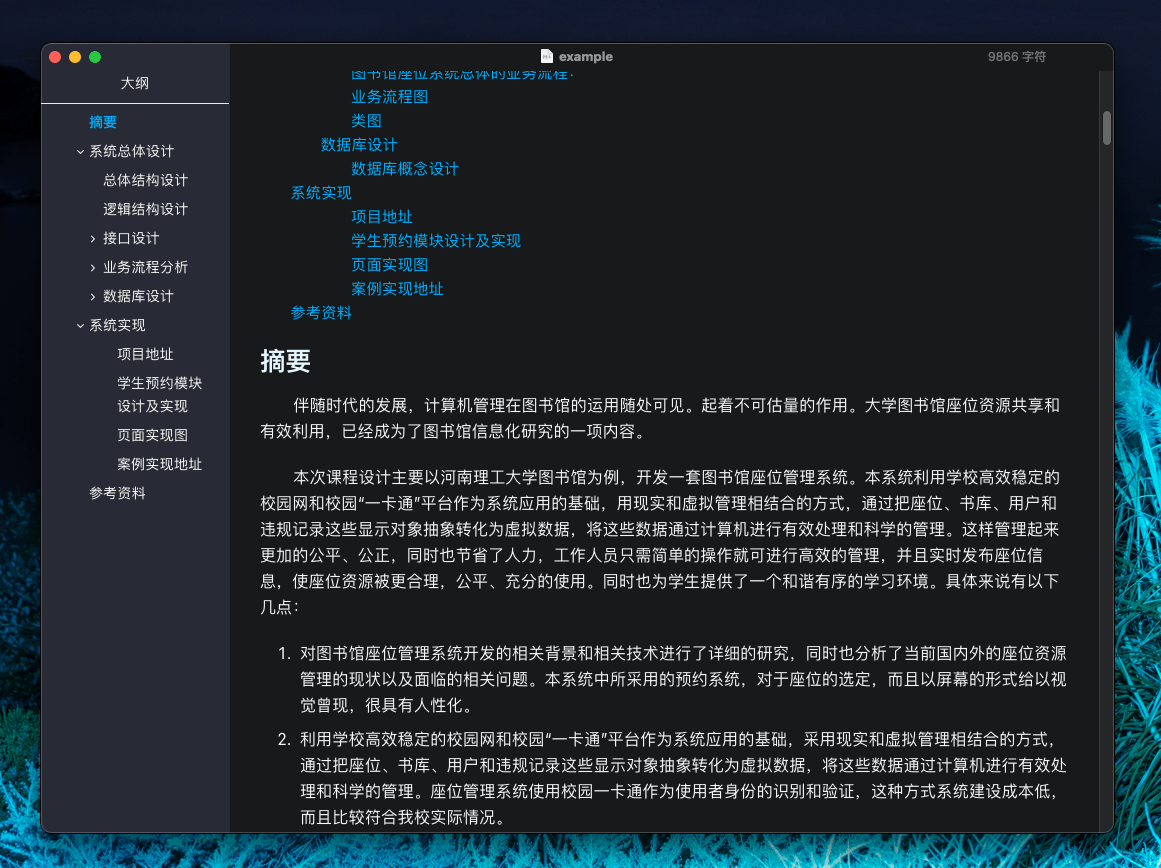 example
9866 字符
大纲
摘要
系统总体设计
总体结构设计
逻辑结构设计
接口设计
业务流程分析
数据库设计
系统实现
项目地址
学生预约模块
设计及实现
页面实现图
案例实现地址
参考资料
图书馆座位系统总体的业务流程：
业务流程图
类图
数据库设计
数据库概念设计
系统实现
项目地址
学生预约模块设计及实现
页面实现图
案例实现地址
参考资料
摘要
伴随时代的发展，计算机管理在图书馆的运用随处可见。起着不可估量的作用。大学图书馆座位资源共享和
有效利用，已经成为了图书馆信息化研究的一项内容。
本次课程设计主要以河南理工大学图书馆为例，开发一套图书馆座位管理系统。本系统利用学校高效稳定的
校园网和校园“一卡通”平台作为系统应用的基础，用现实和虚拟管理相结合的方式，通过把座位、书库、用户和
违规记录这些显示对象抽象转化为虚拟数据，将这些数据通过计算机进行有效处理和科学的管理。这样管理起来
更加的公平、公正，同时也节省了人力，工作人员只需简单的操作就可进行高效的管理，并且实时发布座位信
息，使座位资源被更合理，公平、充分的使用。同时也为学生提供了一个和谐有序的学习环境。具体来说有以下
几点：
1. 对图书馆座位管理系统开发的相关背景和相关技术进行了详细的研究，同时也分析了当前国内外的座位资源
管理的现状以及面临的相关问题。本系统中所采用的预约系统，对于座位的选定，而且以屏幕的形式给以视
觉曾现，很具有人性化。
2. 利用学校高效稳定的校园网和校园“一卡通”平台作为系统应用的基础，采用现实和虚拟管理相结合的方式，
通过把座位、书库、用户和违规记录这些显示对象抽象转化为虚拟数据，将这些数据通过计算机进行有效处
理和科学的管理。座位管理系统使用校园一卡通作为使用者身份的识别和验证，这种方式系统建设成本低，
而且比较符合我校实际情况。